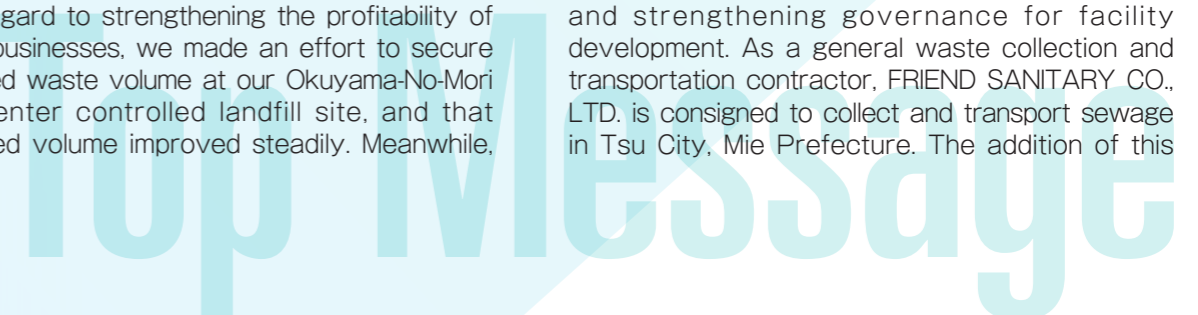 gard to strengthening the profitability of
businesses, we made an effort to secure
ed waste volume at our Okuyama-No-Mori
enter controlled landfill site, and that
ed volume improved steadily. Meanwhile,
and strengthening governance for facility
development. As a general waste collection and
transportation contractor, FRIEND SANITARY CO.,
LTD. is consigned to collect and transport sewage
in Tsu City, Mie Prefecture. The addition of this
Top Message